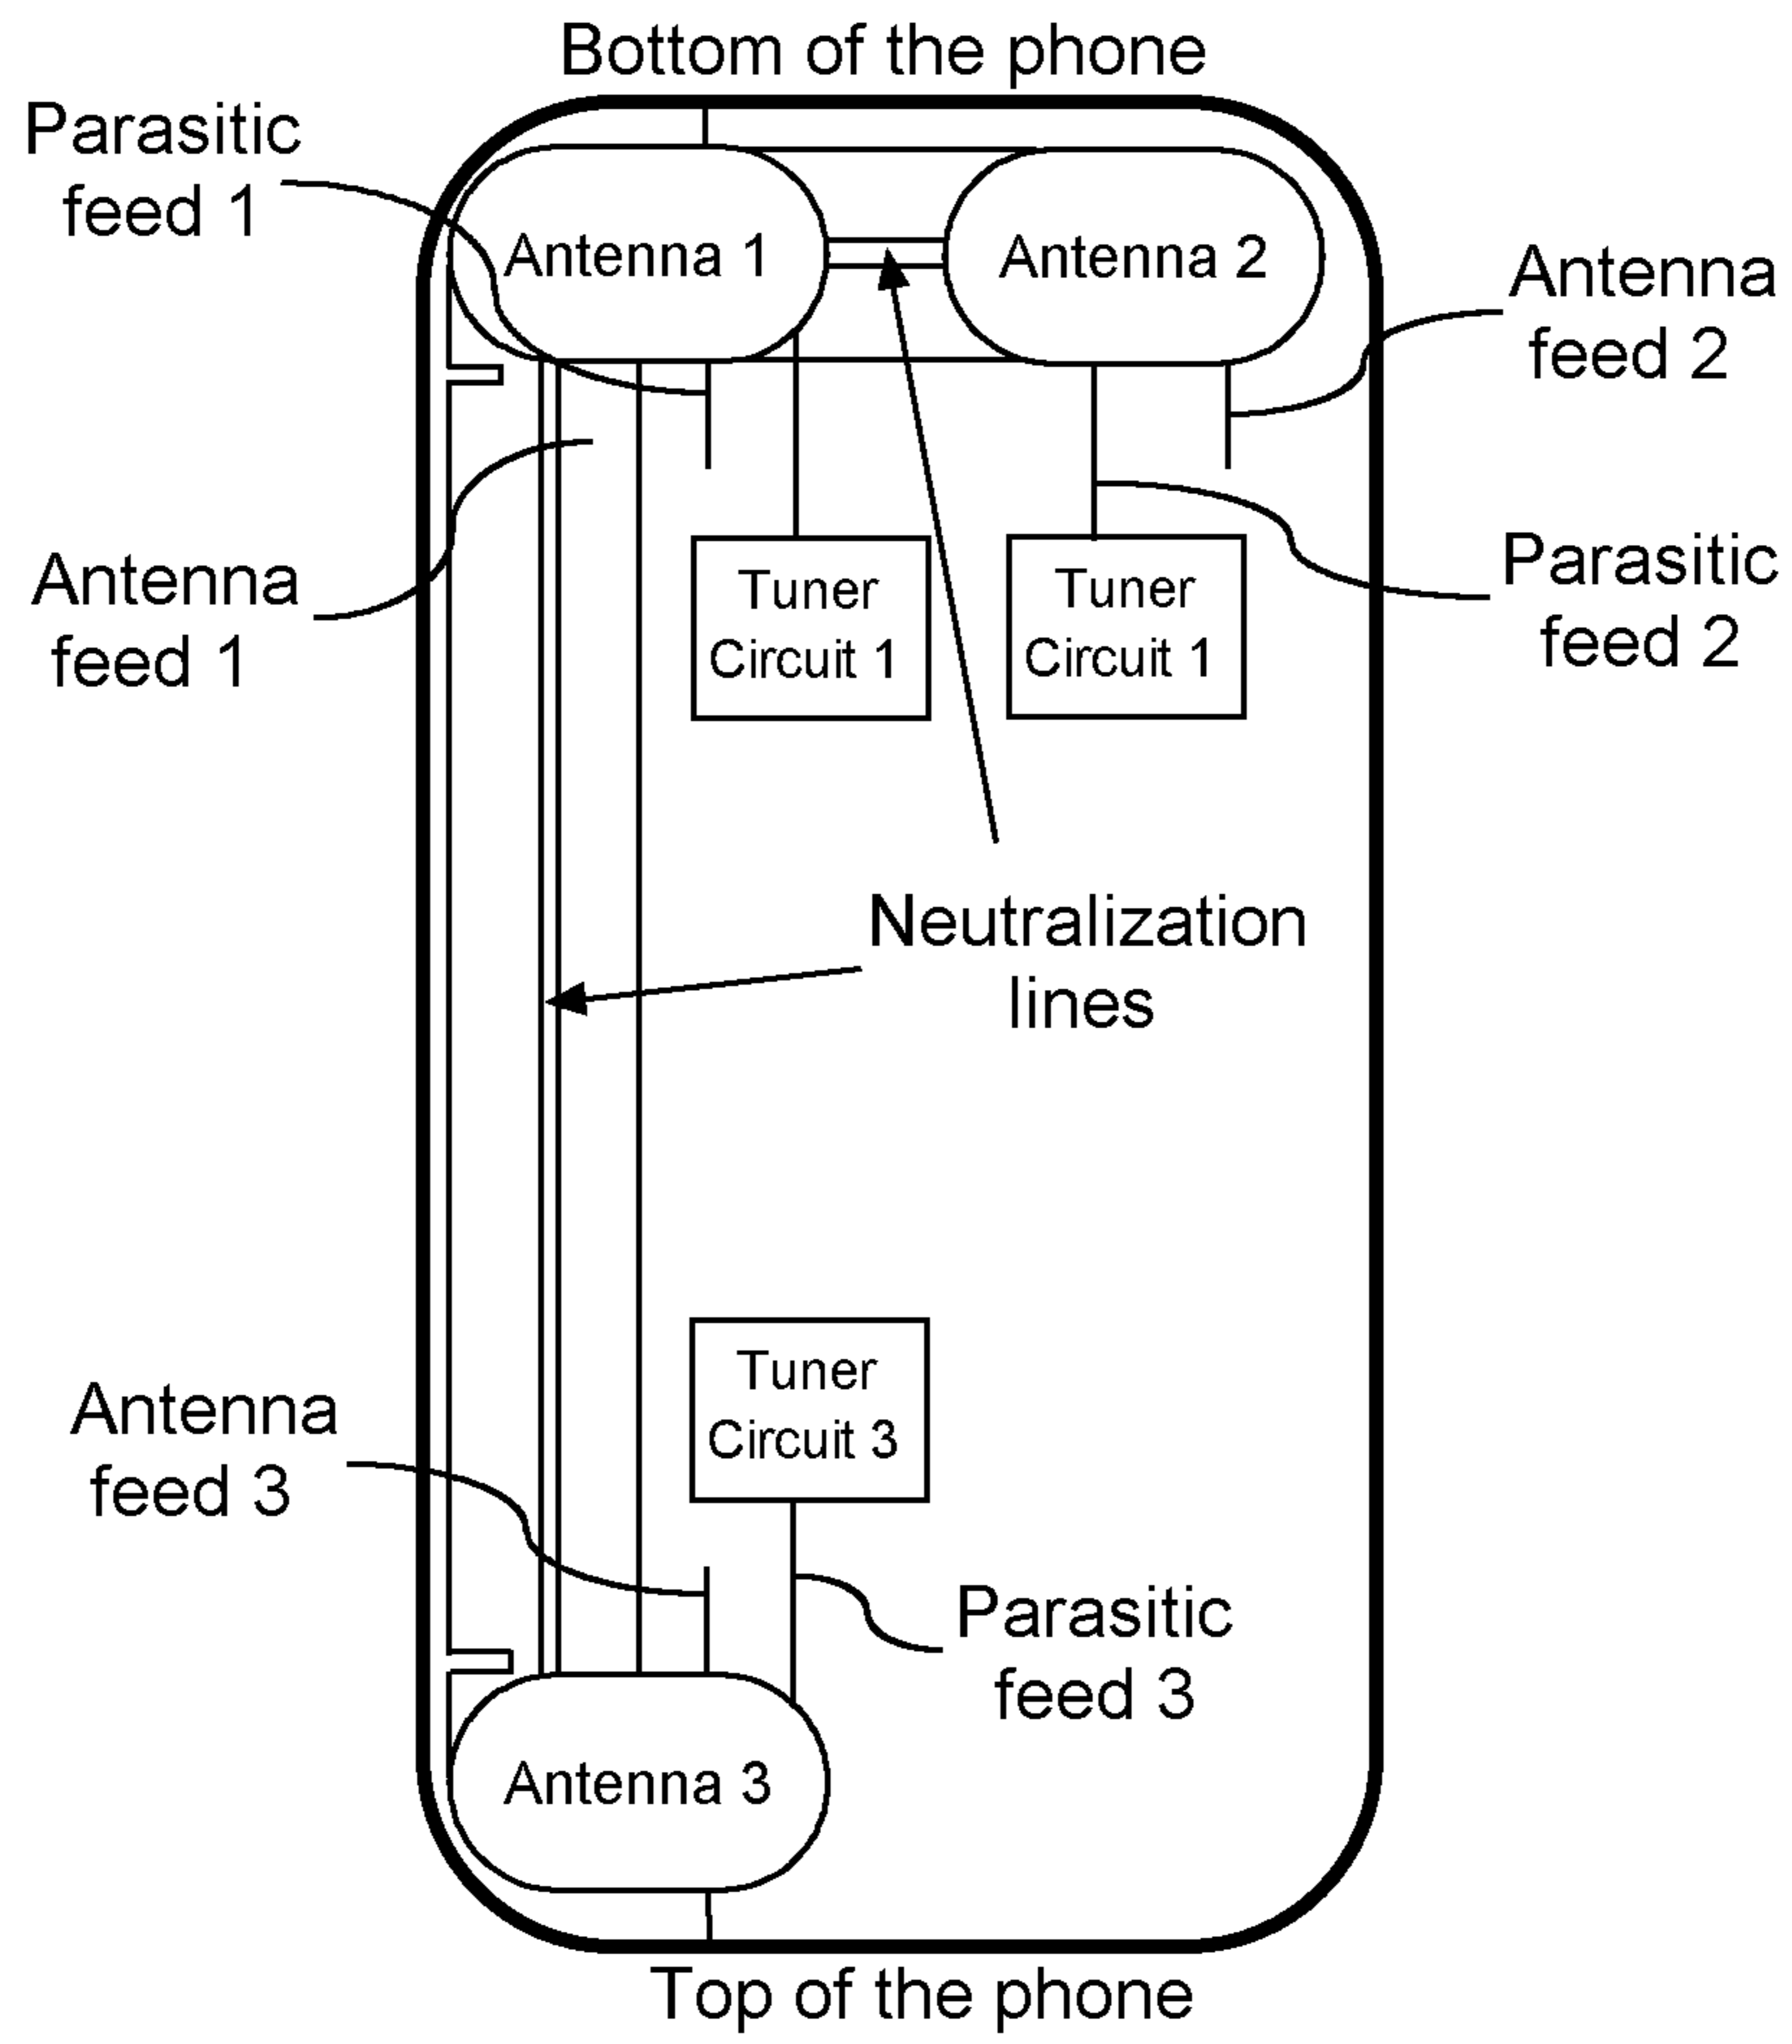 Bottom of the phone
Parasitic
feed 1
Antenna 1
Antenna 2
Antenna
feed 2
Antenna
feed 1
Tuner
Circuit 1
Tuner
Circuit 1
Parasitic
feed 2
Neutralization
lines
Antenna
feed 3
Tuner
Circuit 3
Parasitic
feed 3
Antenna 3
Top of the phone